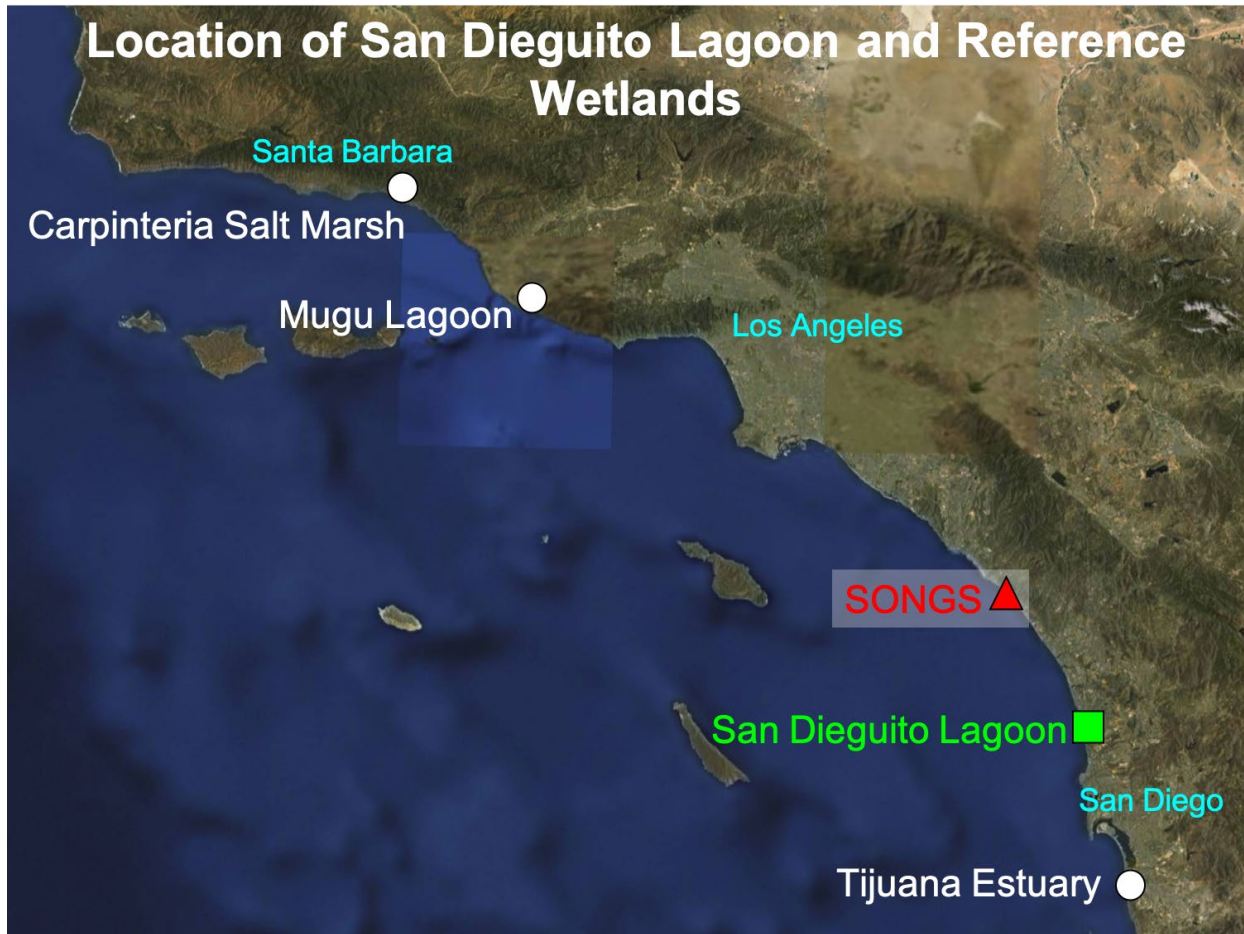 Location of San Dieguito Lagoon and Reference
Wetlands
Santa Barbara
Carpinteria Salt Marsh
Mugu Lagoon
Los Angeles
SONGS
San Dieguito Lagoon
San Diego
Tijuana Estuary